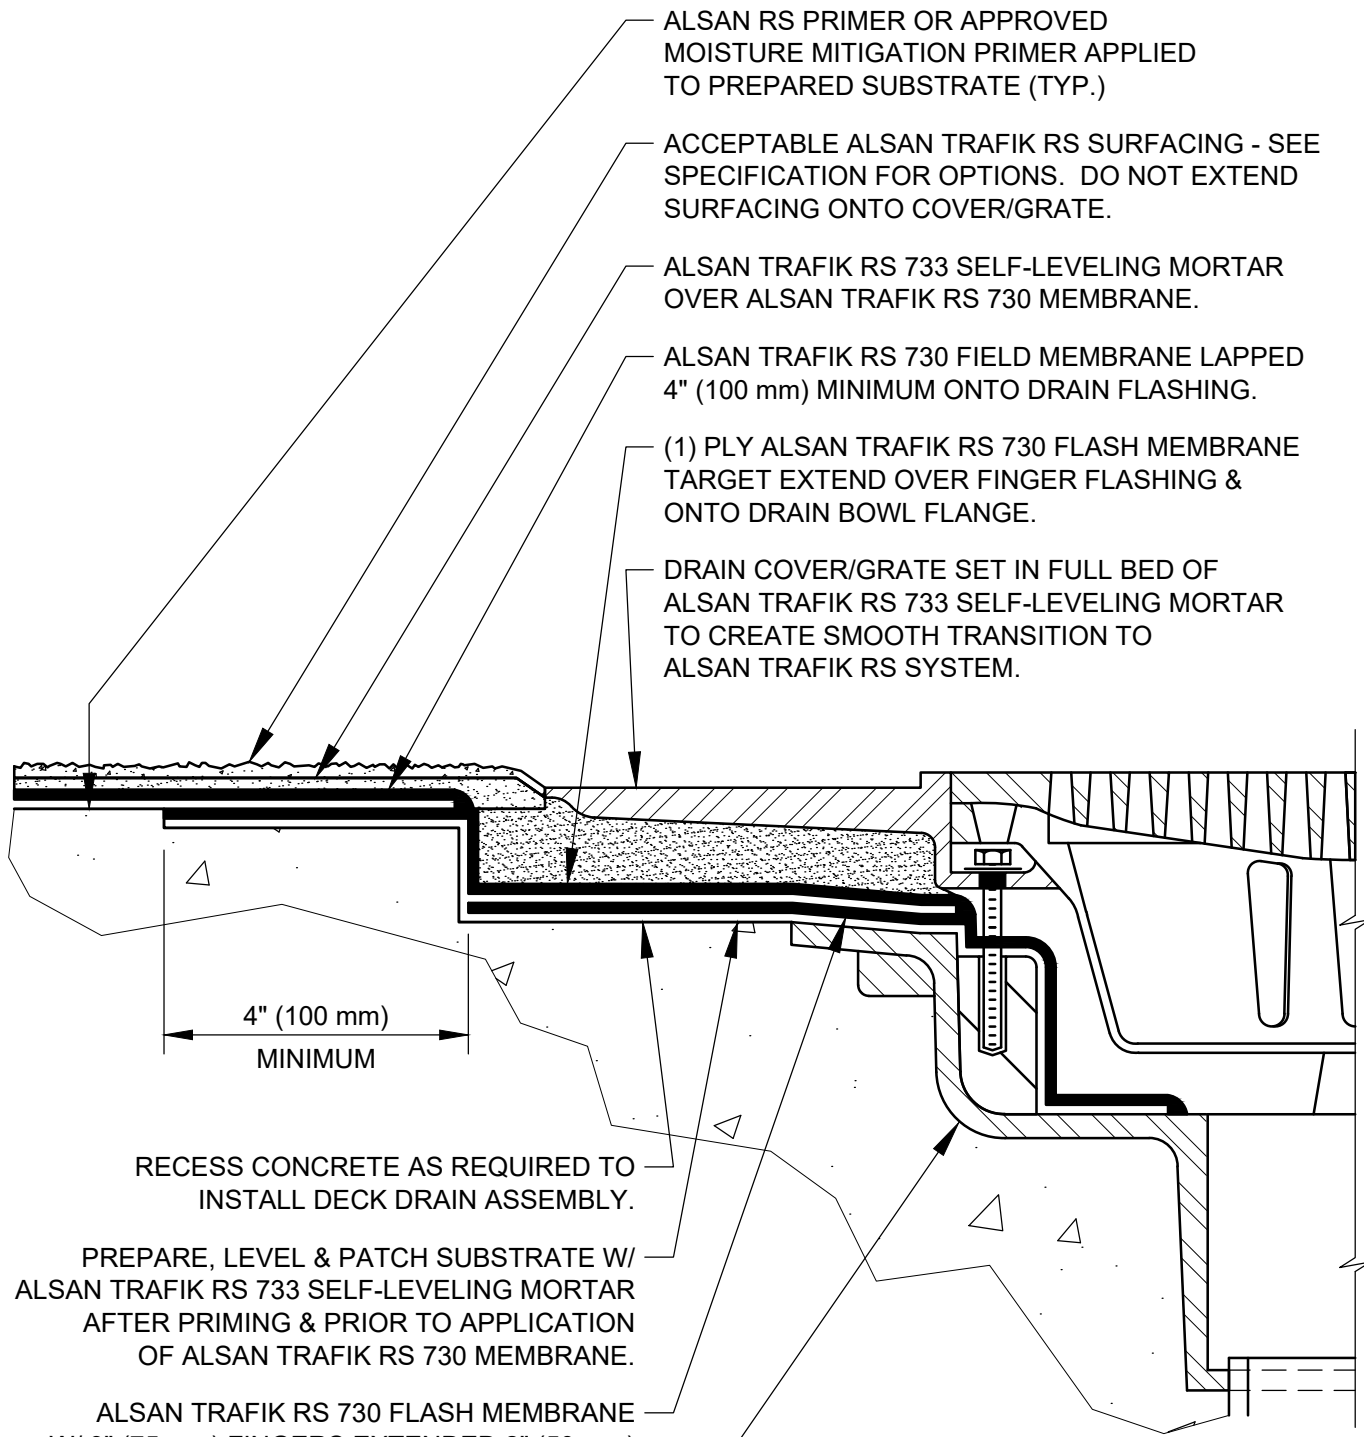 ALSAN RS PRIMER OR APPROVED
MOISTURE MITIGATION PRIMER APPLIED
TO PREPARED SUBSTRATE (TYP.)
ACCEPTABLE ALSAN TRAFIK RS SURFACING - SEE
SPECIFICATION FOR OPTIONS.  DO NOT EXTEND
SURFACING ONTO COVER/GRATE.
ALSAN TRAFIK RS 733 SELF-LEVELING MORTAR
OVER ALSAN TRAFIK RS 730 MEMBRANE.
ALSAN TRAFIK RS 730 FIELD MEMBRANE LAPPED
4" (100 mm) MINIMUM ONTO DRAIN FLASHING.
(1) PLY ALSAN TRAFIK RS 730 FLASH MEMBRANE
TARGET EXTEND OVER FINGER FLASHING &
ONTO DRAIN BOWL FLANGE.
DRAIN COVER/GRATE SET IN FULL BED OF
ALSAN TRAFIK RS 733 SELF-LEVELING MORTAR
TO CREATE SMOOTH TRANSITION TO
ALSAN TRAFIK RS SYSTEM.
4" (100 mm)
MINIMUM
RECESS CONCRETE AS REQUIRED TO
INSTALL DECK DRAIN ASSEMBLY.
PREPARE, LEVEL & PATCH SUBSTRATE W/
ALSAN TRAFIK RS 733 SELF-LEVELING MORTAR
AFTER PRIMING & PRIOR TO APPLICATION
OF ALSAN TRAFIK RS 730 MEMBRANE.
ALSAN TRAFIK RS 730 FLASH MEMBRANE
FINGERS EXTENDED